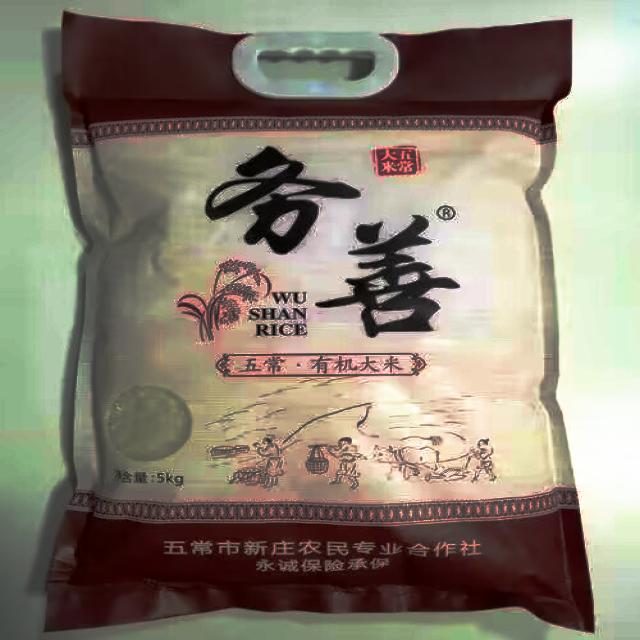 五常
大米
务善®
WU
SHAN
RICE
五常·有机大米
净含量:5kg
五常市新庄农民专业合作社
永诚保险承保